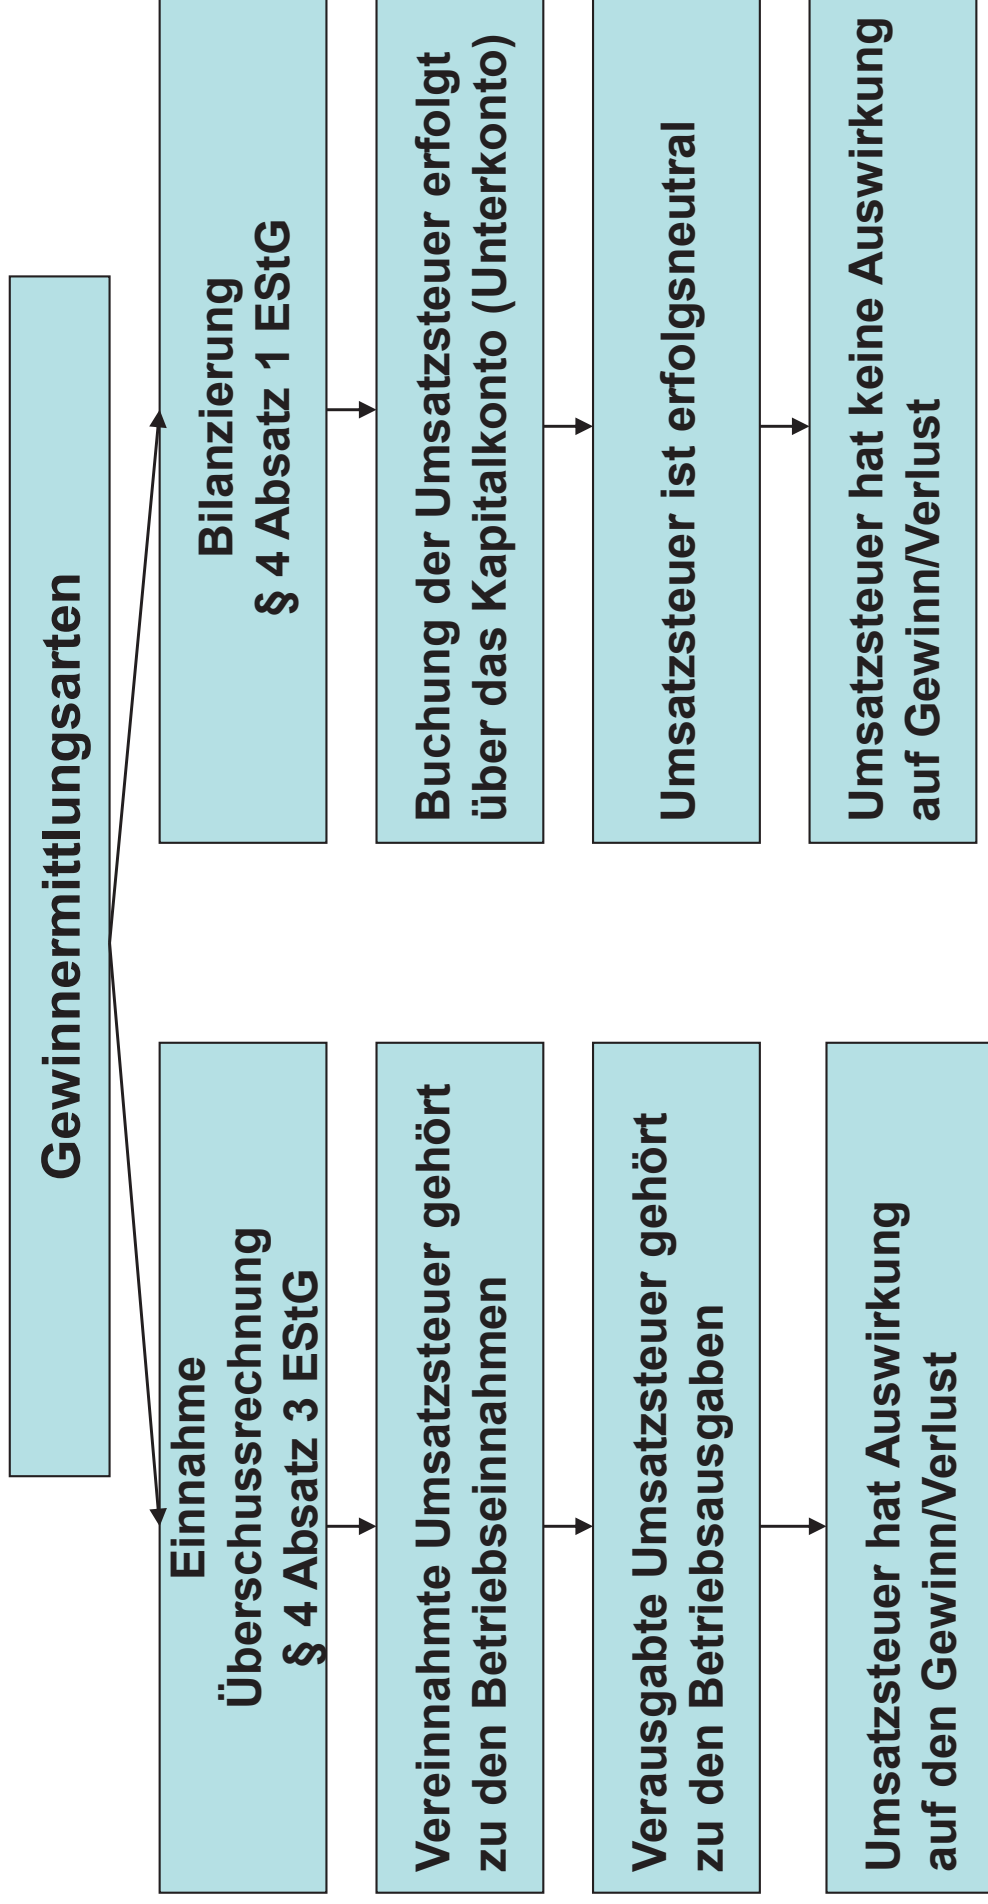 Gewinnermittlungsarten
Einnahme
Überschussrechnung
§ 4 Absatz 3 EStG
Vereinnahmte Umsatzsteuer gehört
zu den Betriebseinnahmen
Verausgabte Umsatzsteuer gehört
zu den Betriebsausgaben
Umsatzsteuer hat Auswirkung
auf den Gewinn/Verlust
Bilanzierung
§ 4 Absatz 1 EStG
Buchung der Umsatzsteuer erfolgt
über das Kapitalkonto (Unterkonto)
Umsatzsteuer ist erfolgsneutral
Umsatzsteuer hat keine Auswirkung
auf Gewinn/Verlust